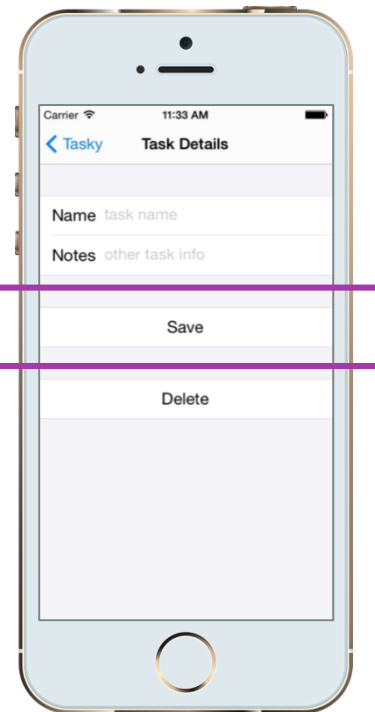 Carrier 11:33 AM
Tasky Task Details
Name task name
Notes other task info
Save
Delete